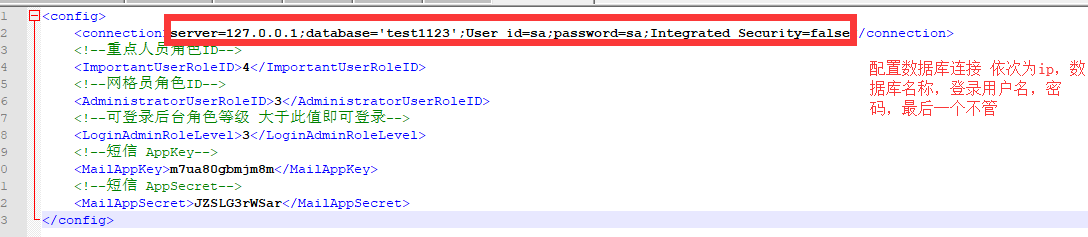 1 <config>
2 <connection>server=127.0.0.1;database='test1123';User id=sa;password=sa;Integrated Security=false</connection>
3 <!--重点人员角色ID-->
4 <ImportantUserRoleID>4</ImportantUserRoleID>
5 <!--网格员角色ID-->
6 <AdministratorUserRoleID>3</AdministratorUserRoleID>
7 <!--可登录后台角色等级 大于此值即可登录-->
8 <LoginAdminRoleLevel>3</LoginAdminRoleLevel>
9 <!--短信 AppKey-->
0 <MailAppKey>m7ua80gbmjm8m</MailAppKey>
1 <!--短信 AppSecret-->
2 <MailAppSecret>JZSLG3rWSar</MailAppSecret>
3 </config>
配置数据库连接 依次为ip，数
据库名称，登录用户名，密
码，最后一个不管